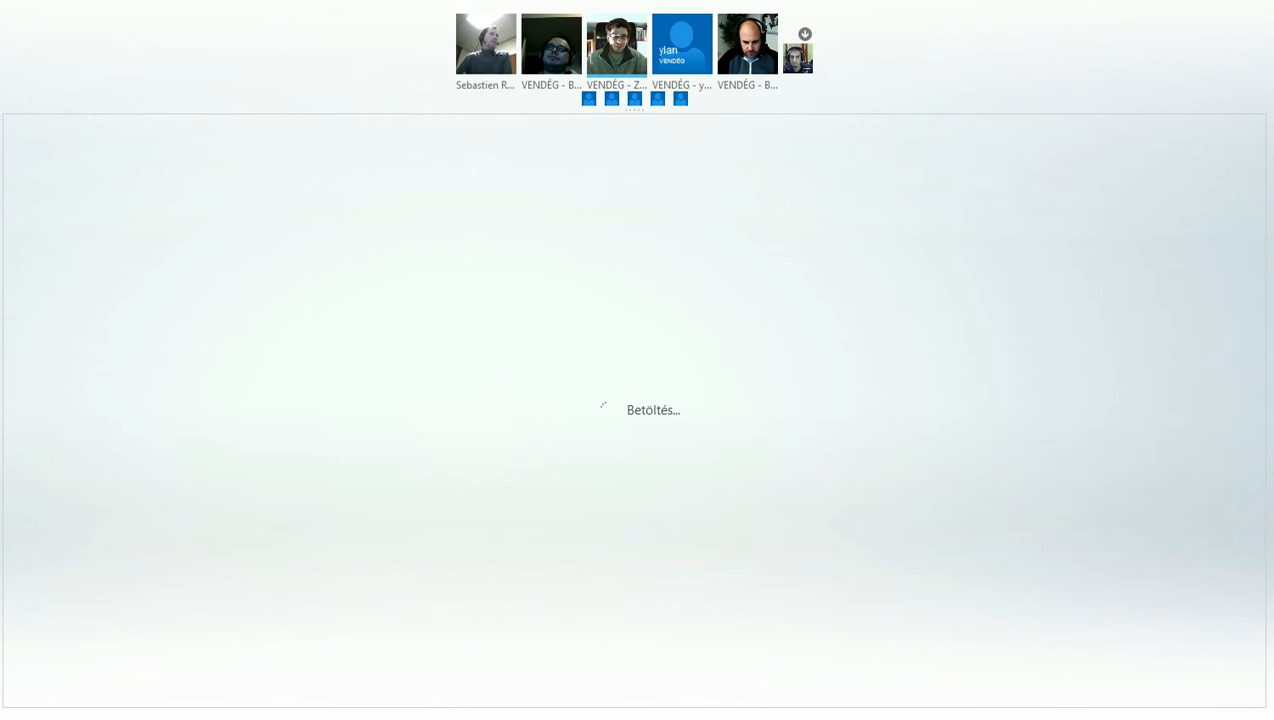 ylan
VENDÉG
Sebastien R... VENDÉG - B... VENDÉG - Z... VENDÉG - y... VENDÉG - B...
Betöltés...